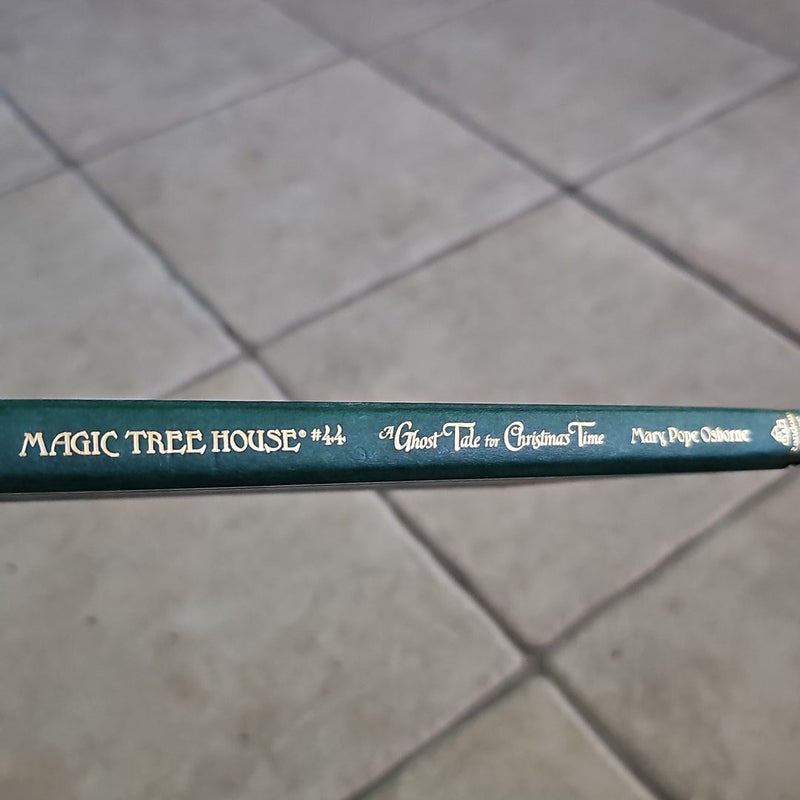 MAGIC TREE HOUSE® #44 A Ghost Tale for Christmas Time Mary Pope Osborne